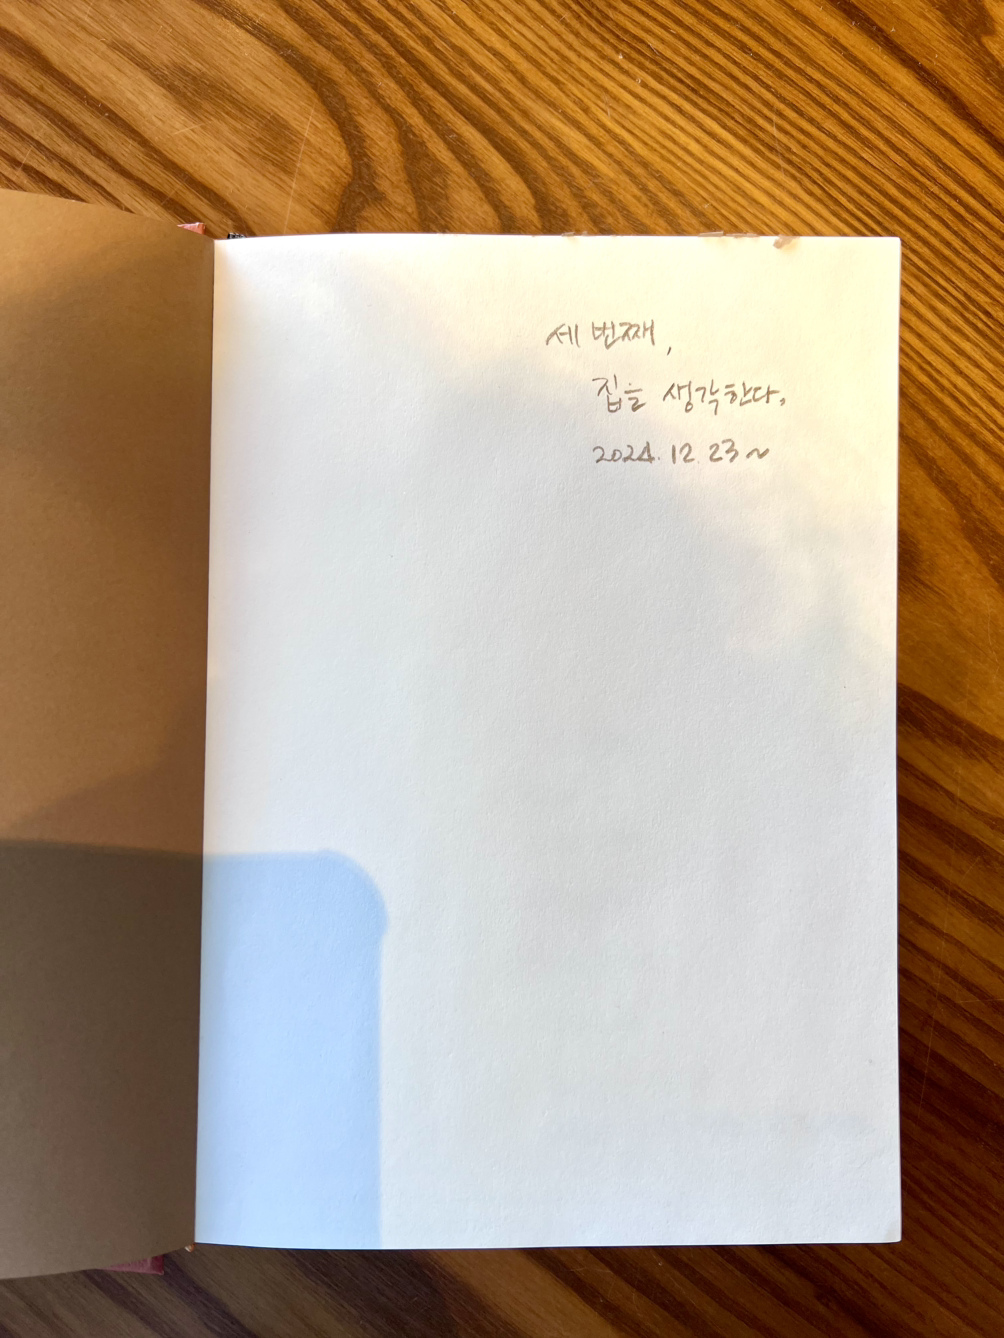 세 번째,
집을 생각한다,
2024. 12. 23~